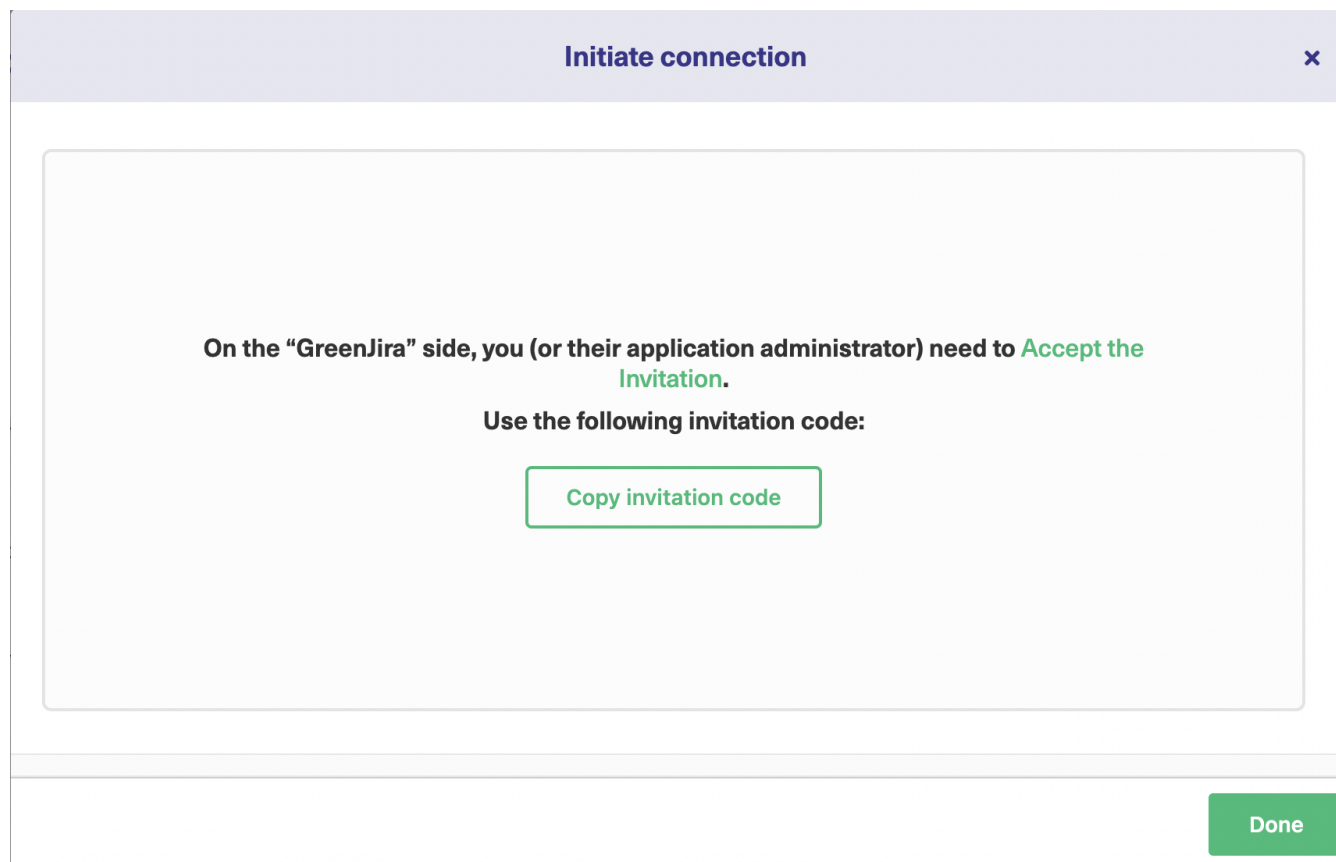 Initiate connection
×
On the “GreenJira” side, you (or their application administrator) need to Accept the
Invitation.
Use the following invitation code:
Copy invitation code
Done